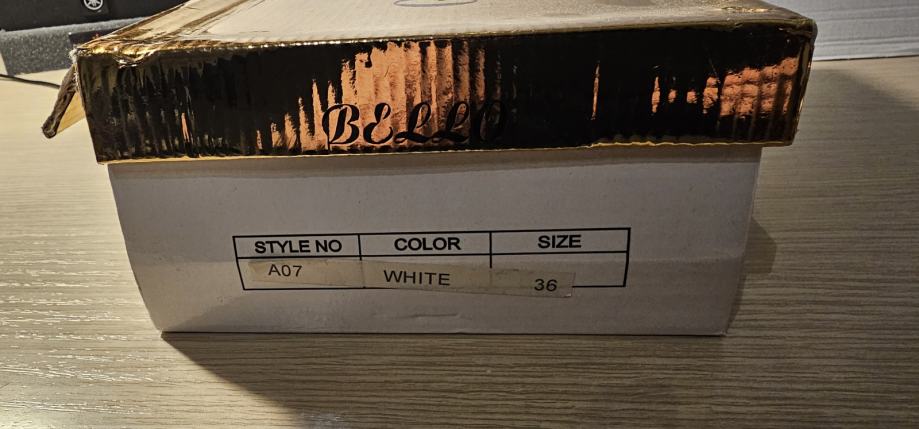 BELLO
STYLE NO COLOR SIZE
A07 WHITE 36